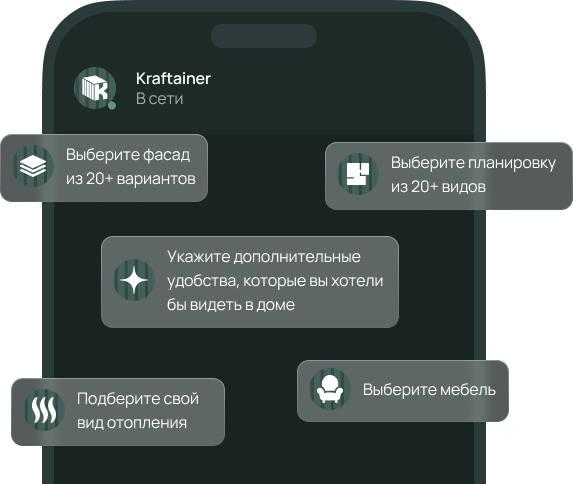 Kraftainer
В сети
Выберите фасад
из 20+ вариантов
Выберите планировку
из 20+ видов
Укажите дополнительные
удобства, которые вы хотели
бы видеть в доме
Выберите мебель
Подберите свой
вид отопления